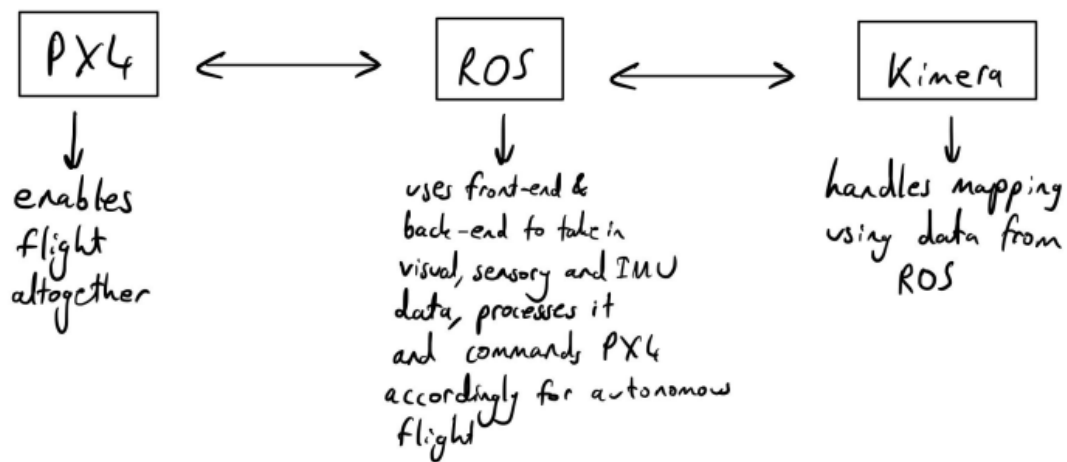 PX4
ROS
Kimera
enables
flight
altogether
uses front-end &
back-end to take in
visual, sensory and IMU
data, processes it
and commands PX4
accordingly for autonomous
flight
handles mapping
using data from
ROS